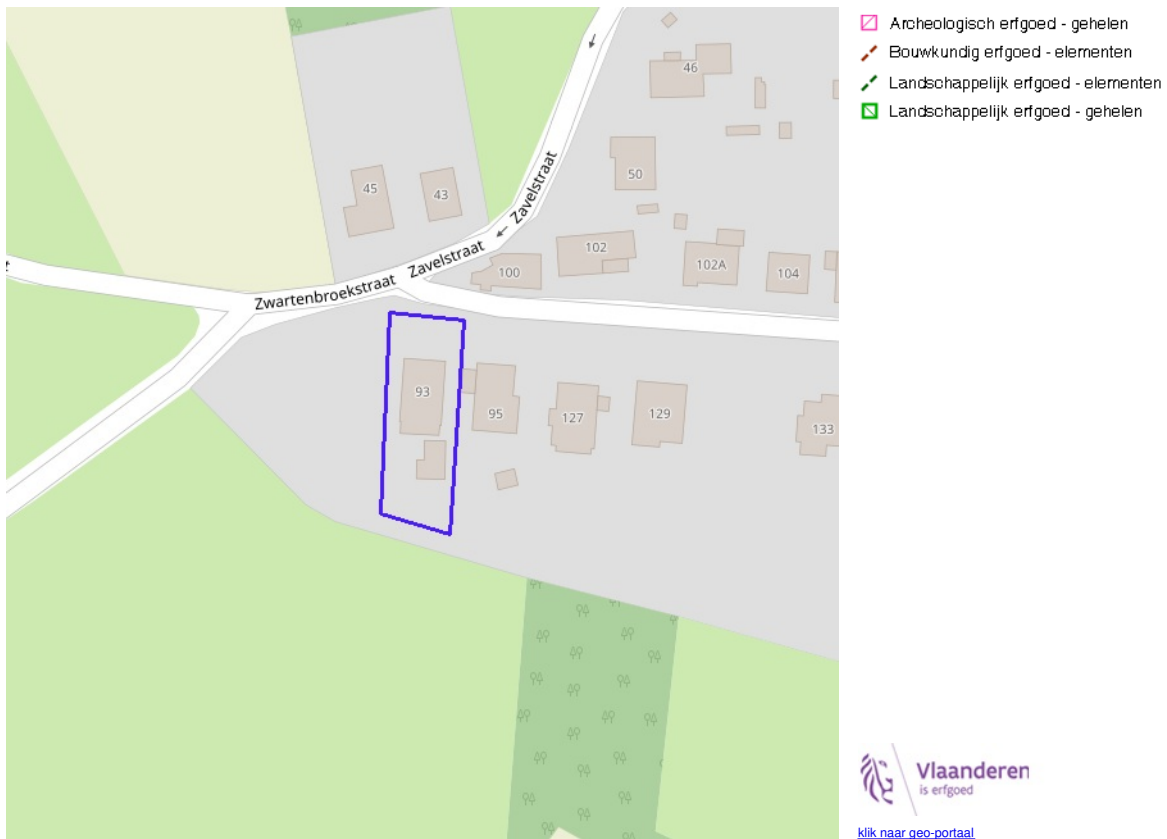 Archeologisch erfgoed - gehelen
Bouwkundig erfgoed - elementen
Landschappelijk erfgoed - elementen
Landschappelijk erfgoed - gehelen
46
50
45
43
Zavelstraat
Zavelstraat
Zwartenbroekstraat
100
102
102A
104
93
95
127
129
133
Vlaanderen
is erfgoed
klik naar geo-portaal